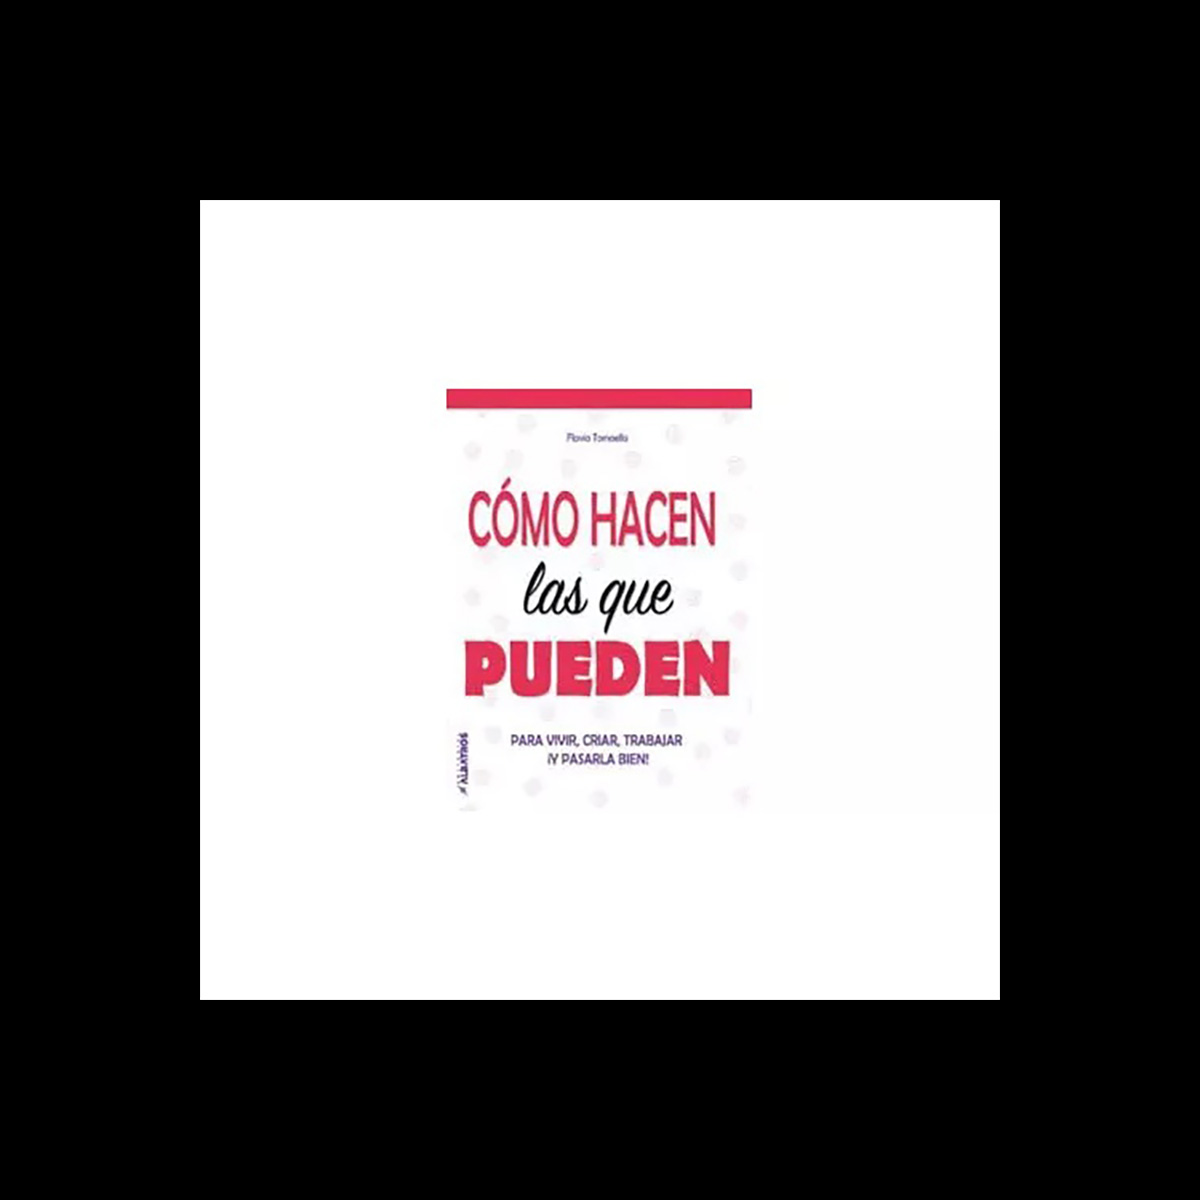 Flavia Tomaello
CÓMO HACEN
las que
PUEDEN
PARA VIVIR, CRIAR, TRABAJAR
¡Y PASARLA BIEN!
ALBATROS